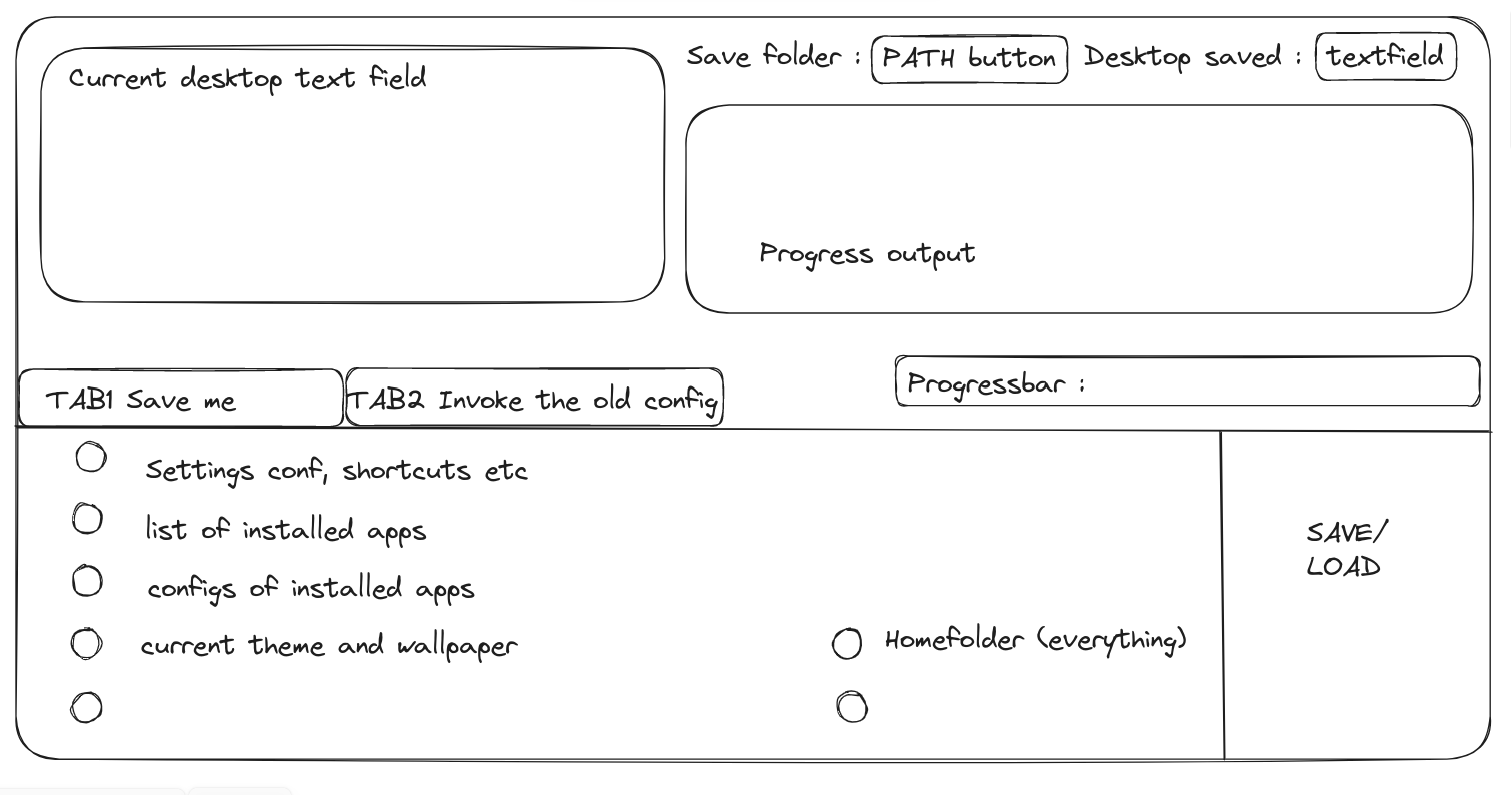 Current desktop text field
Save folder : PATH button Desktop saved : textfield
Progress output
TAB1 Save me
TAB2 Invoke the old config
Progressbar :
Settings conf, shortcuts etc
list of installed apps
configs of installed apps
current theme and wallpaper
Homefolder (everything)
SAVE/
LOAD